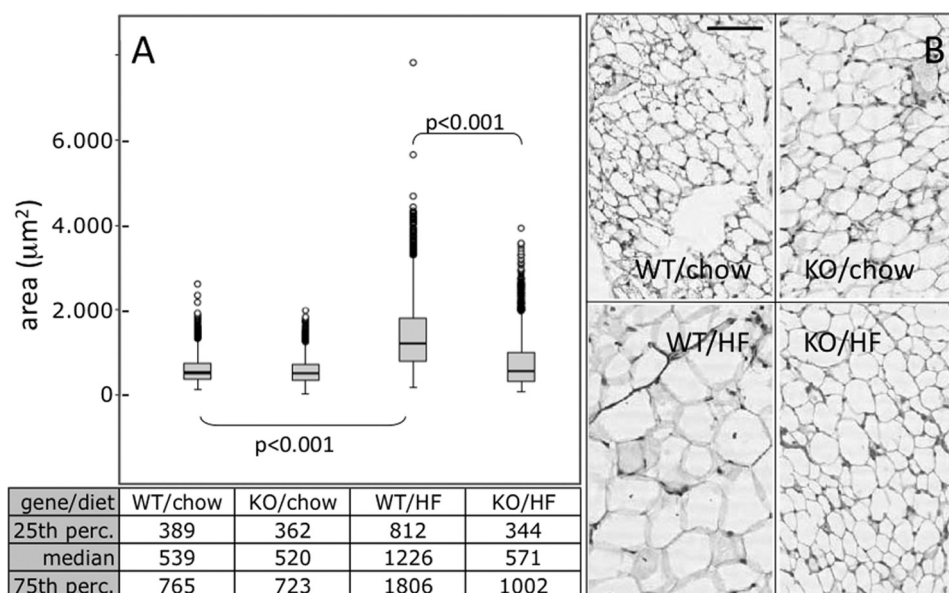 A
B
6.000
4.000
2.000
0
area (μm²)
p<0.001
p<0.001
WT/chow
KO/chow
WT/HF
KO/HF
gene/diet WT/chow KO/chow WT/HF KO/HF
25th perc. 389 362 812 344
median 539 520 1226 571
75th perc. 765 723 1806 1002